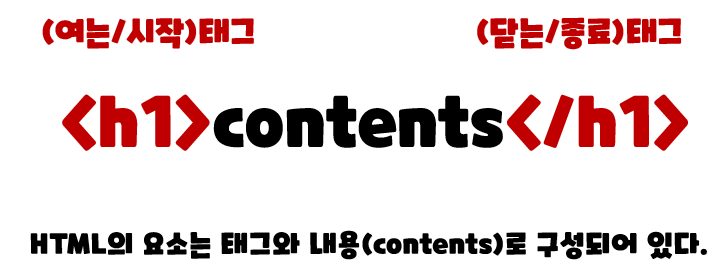 (여는/시작)태그 (닫는/종료)태그
<h1>contents</h1>
HTML의 요소는 태그와 내용(contents)로 구성되어 있다.